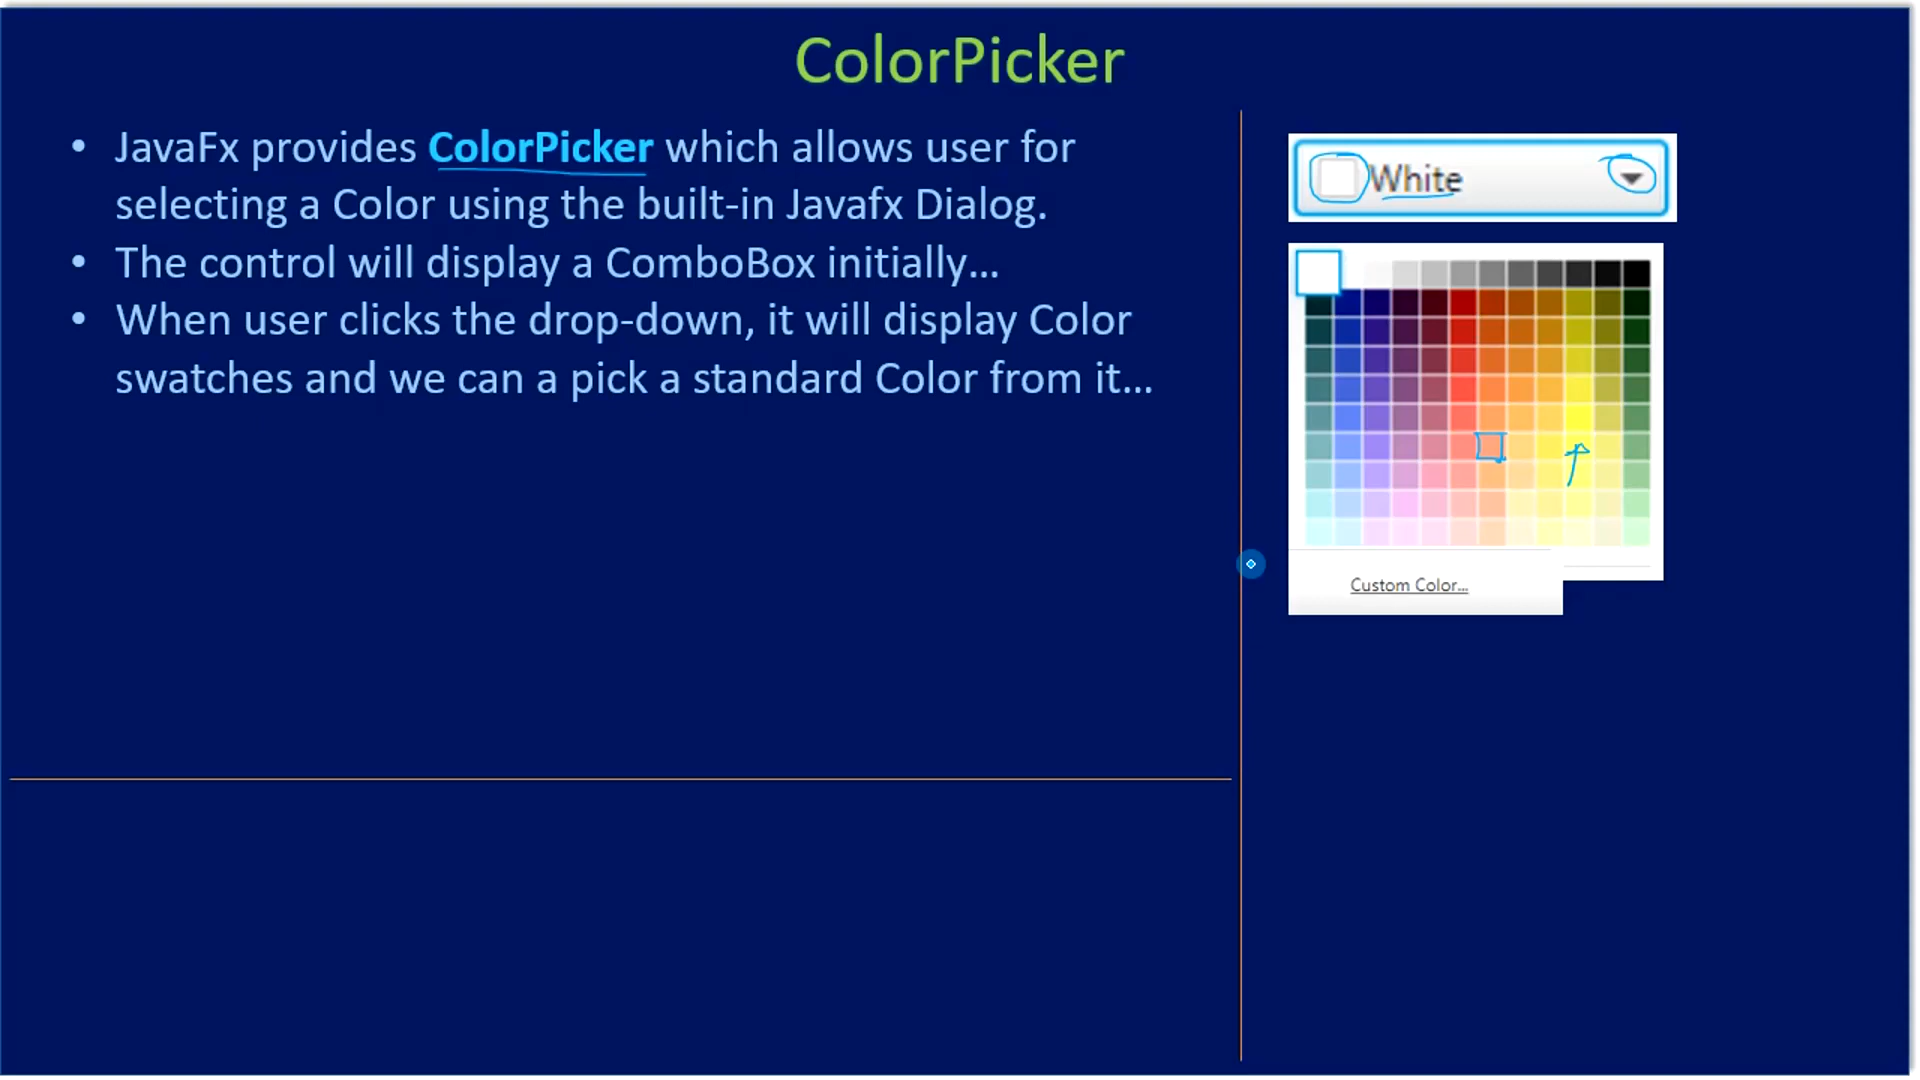 ColorPicker
• JavaFx provides ColorPicker which allows user for
selecting a Color using the built-in Javafx Dialog.
• The control will display a ComboBox initially…
• When user clicks the drop-down, it will display Color
swatches and we can a pick a standard Color from it…
White
Custom Color...